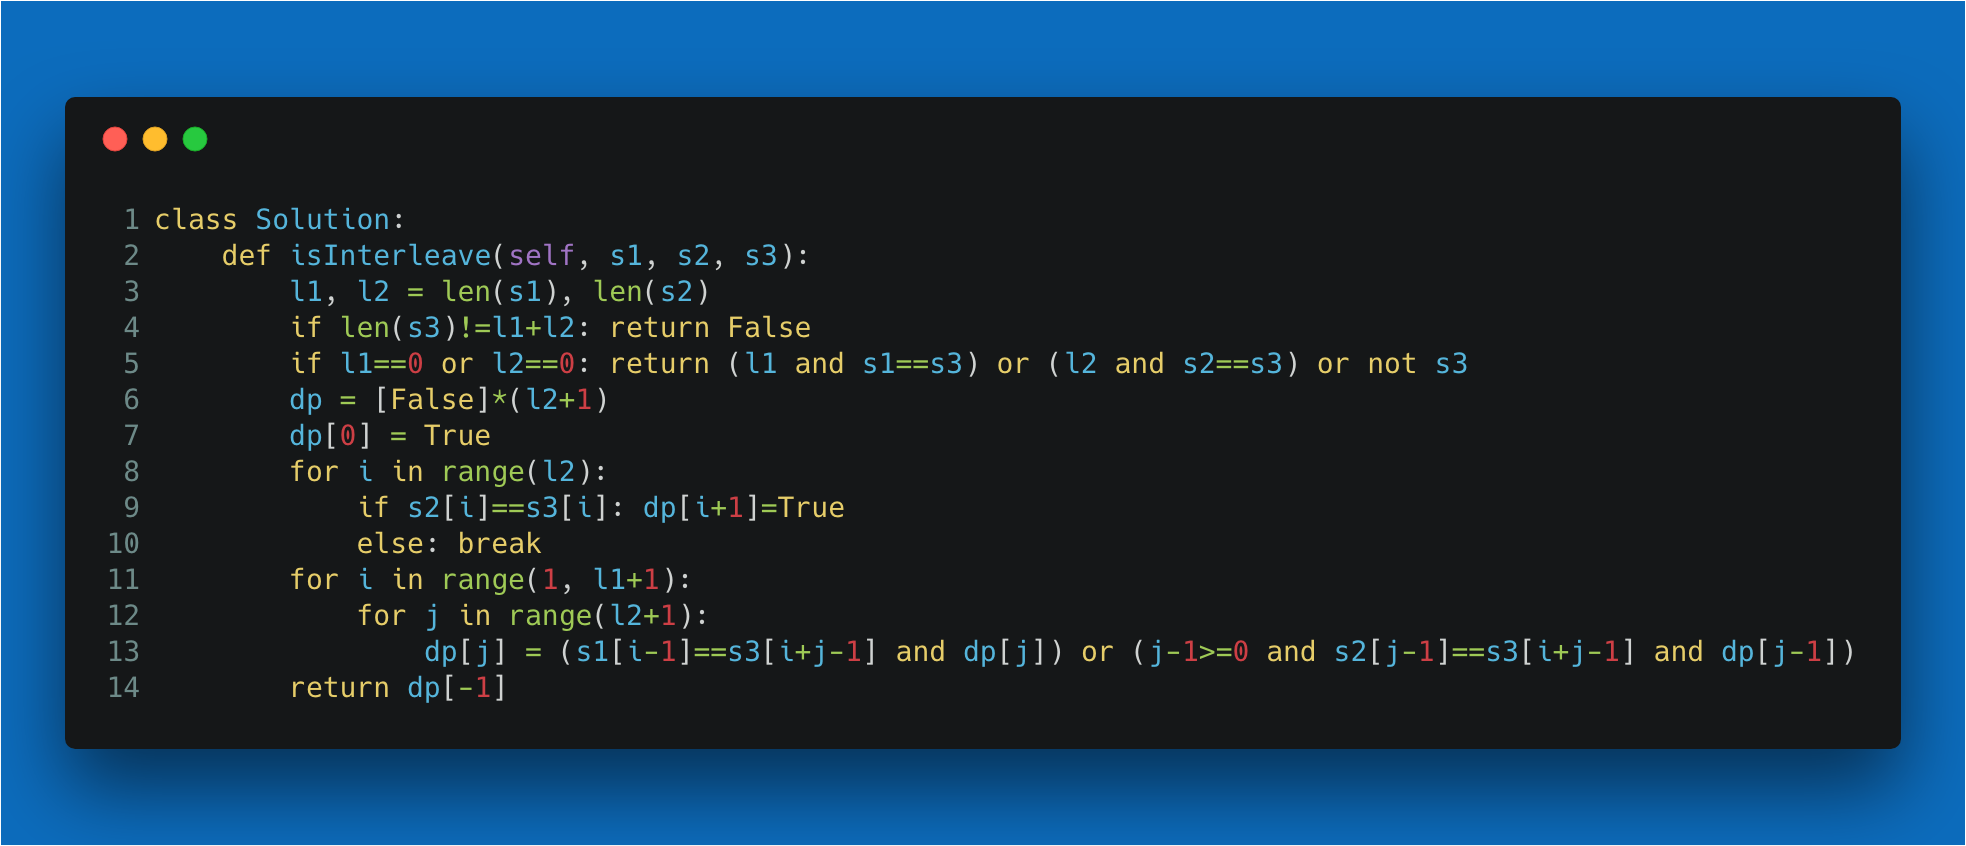 1 class Solution:
2     def isInterleave(self, s1, s2, s3):
3         l1, l2 = len(s1), len(s2)
4         if len(s3)!=l1+l2: return False
5         if l1==0 or l2==0: return (l1 and s1==s3) or (l2 and s2==s3) or not s3
6         dp = [False]*(l2+1)
7         dp[0] = True
8         for i in range(l2):
9             if s2[i]==s3[i]: dp[i+1]=True
10             else: break
11         for i in range(1, l1+1):
12             for j in range(l2+1):
13                 dp[j] = (s1[i-1]==s3[i+j-1] and dp[j]) or (j-1>=0 and s2[j-1]==s3[i+j-1] and dp[j-1])
14         return dp[-1]